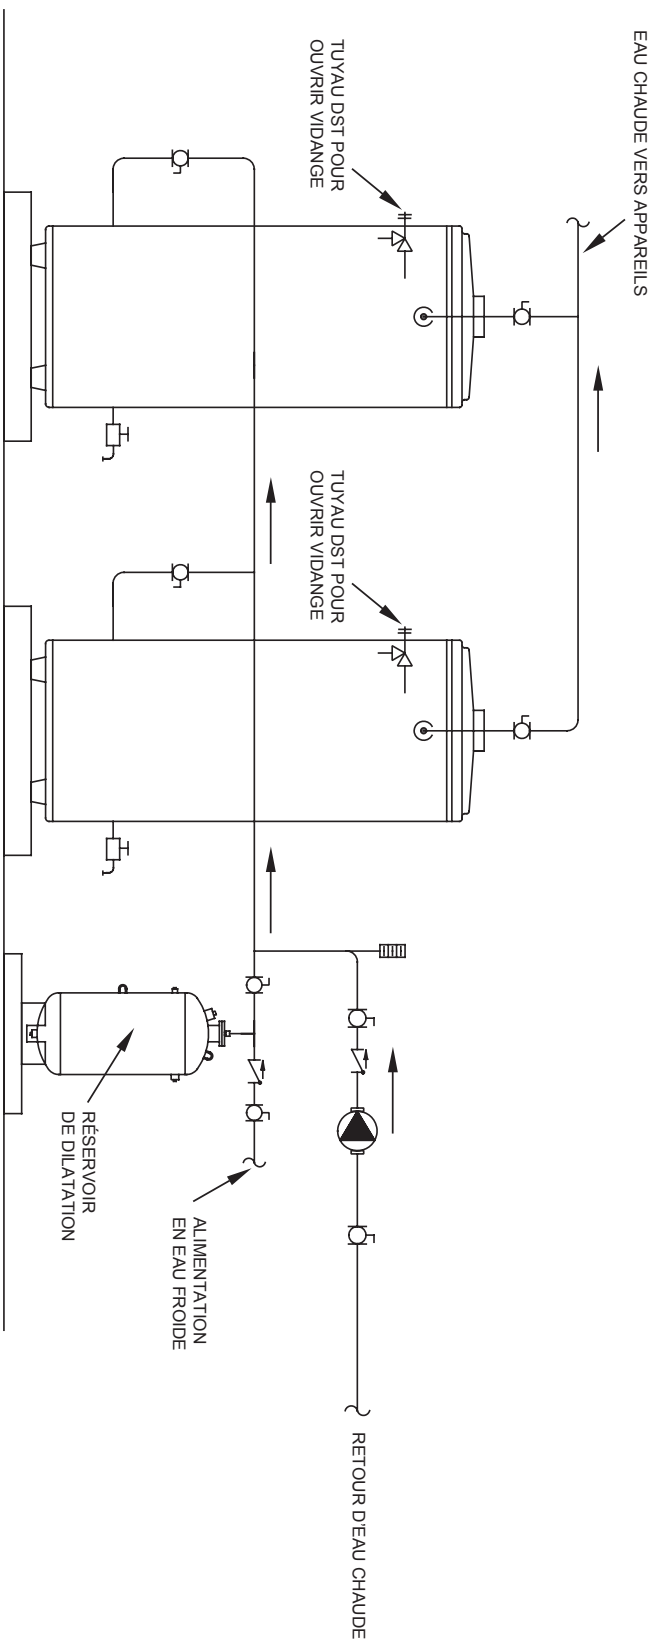 EAU CHAUDE VERS APPAREILS
TUYAU DST POUR
OUVRIR VIDANGE
TUYAU DST POUR
OUVRIR VIDANGE
RETOUR D'EAU CHAUDE
ALIMENTATION
EN EAU FROIDE
RÉSERVOIR
DE DILATATION